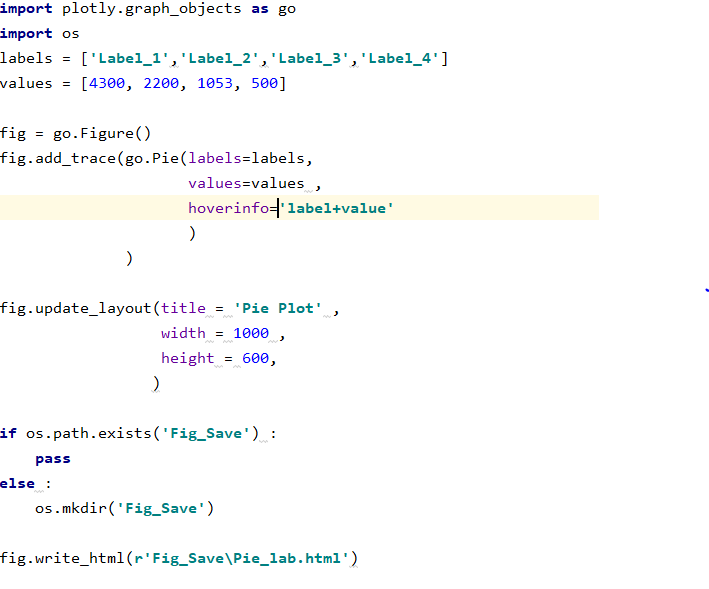 import plotly.graph_objects as go
import os
labels = ['Label_1','Label_2','Label_3','Label_4']
values = [4300, 2200, 1053, 500]
fig = go.Figure()
fig.add_trace(go.Pie(labels=labels,
values=values ,
hoverinfo='label+value'
)
)
fig.update_layout(title = 'Pie Plot' ,
width = 1000 ,
height = 600,
)
if os.path.exists('Fig_Save') :
pass
else :
os.mkdir('Fig_Save')
fig.write_html(r'Fig_Save\Pie_lab.html')